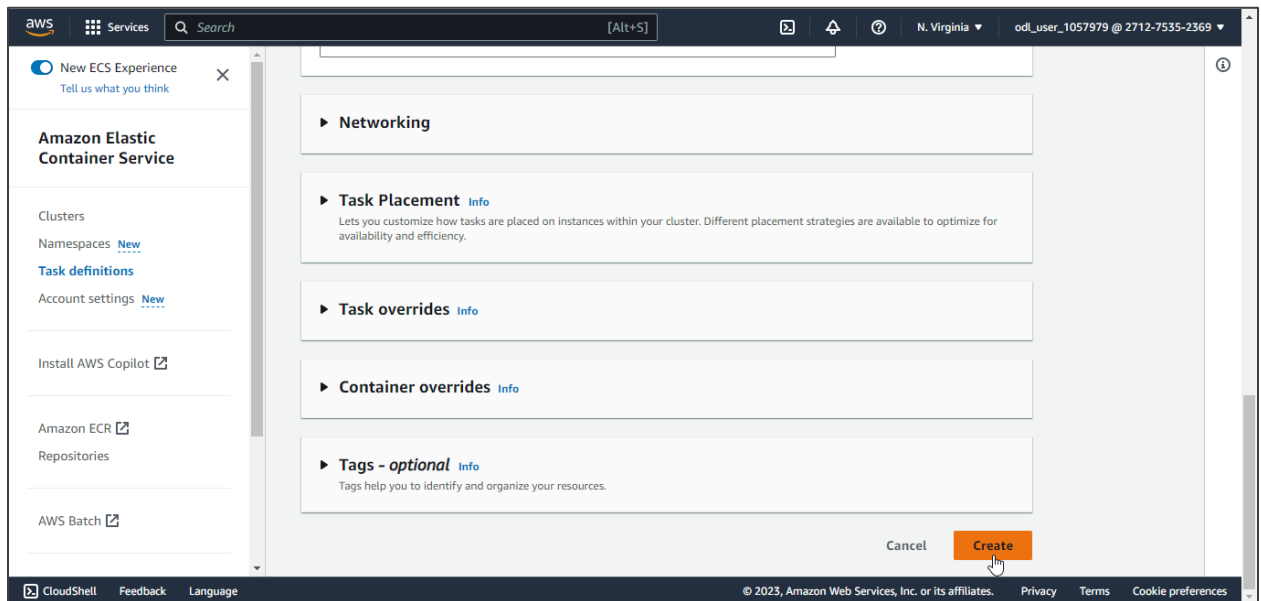 aws
Services
Search
[Alt+S]
N. Virginia
odl_user_1057979 @ 2712-7535-2369
New ECS Experience
Tell us what you think
Amazon Elastic
Container Service
Clusters
Namespaces New
Task definitions
Account settings New
Install AWS Copilot
Amazon ECR
Repositories
AWS Batch
Networking
Task Placement Info
Lets you customize how tasks are placed on instances within your cluster. Different placement strategies are available to optimize for
availability and efficiency.
Task overrides Info
Container overrides Info
Tags - optional Info
Tags help you to identify and organize your resources.
Cancel
Create
CloudShell
Feedback
Language
© 2023, Amazon Web Services, Inc. or its affiliates.
Privacy
Terms
Cookie preferences